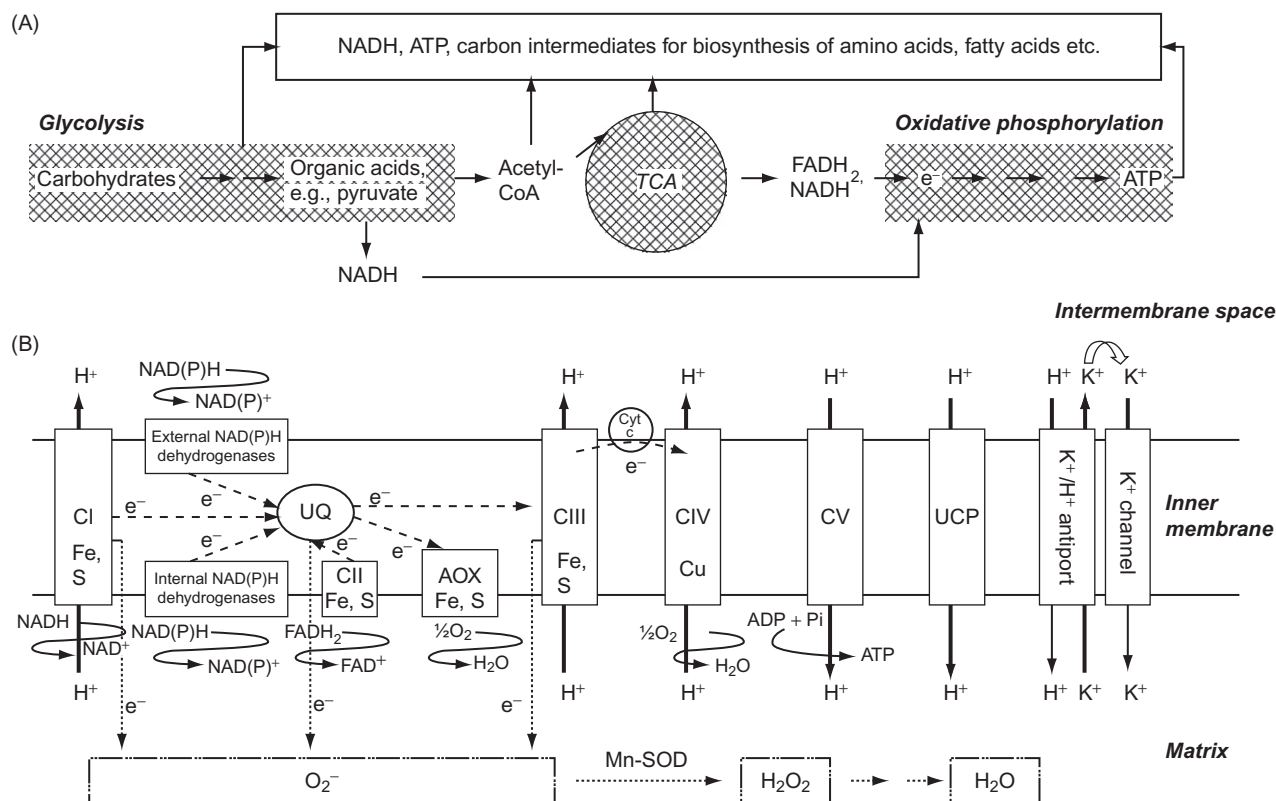 (A)
NADH, ATP, carbon intermediates for biosynthesis of amino acids, fatty acids etc.
Glycolysis
Oxidative phosphorylation
Carbohydrates
Organic acids,
e.g., pyruvate
Acetyl-
CoA
TCA
FADH2,
NADH
e⁻
ATP
NADH
Intermembrane space
(B)
H⁺
NAD(P)H
NAD(P)⁺
H⁺
Cyt
c
e⁻
H⁺
H⁺
H⁺
H⁺
K⁺
K⁺
External NAD(P)H
dehydrogenases
e⁻
e⁻
e⁻
UQ
e⁻
e⁻
e⁻
CI
Fe,
S
Internal NAD(P)H
dehydrogenases
CII
Fe, S
AOX
Fe, S
CIII
Fe,
S
CIV
Cu
CV
UCP
K⁺/H⁺ antiport
K⁺ channel
Inner
membrane
NADH
NAD⁺
NAD(P)H
NAD(P)⁺
FADH₂
FAD⁺
½O₂
H₂O
½O₂
H₂O
ADP + Pi
ATP
H⁺
H⁺
H⁺
H⁺
H⁺
H⁺
K⁺
K⁺
e⁻
e⁻
e⁻
Matrix
O₂⁻
Mn-SOD
H₂O₂
H₂O